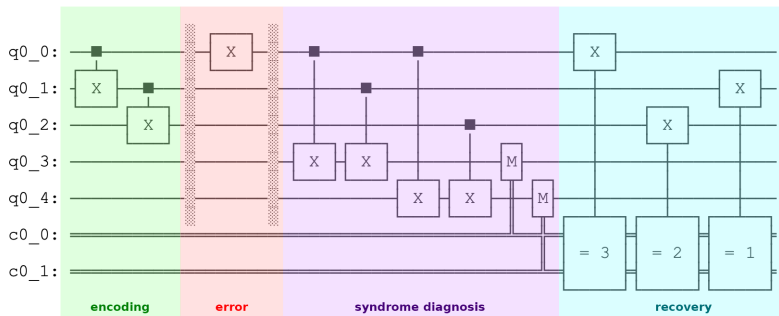 q0_0: X X
q0_1: X X X
q0_2: X X
q0_3: X X M
q0_4: X X M
c0_0:
= 3 = 2 = 1
c0_1:
encoding error syndrome diagnosis recovery